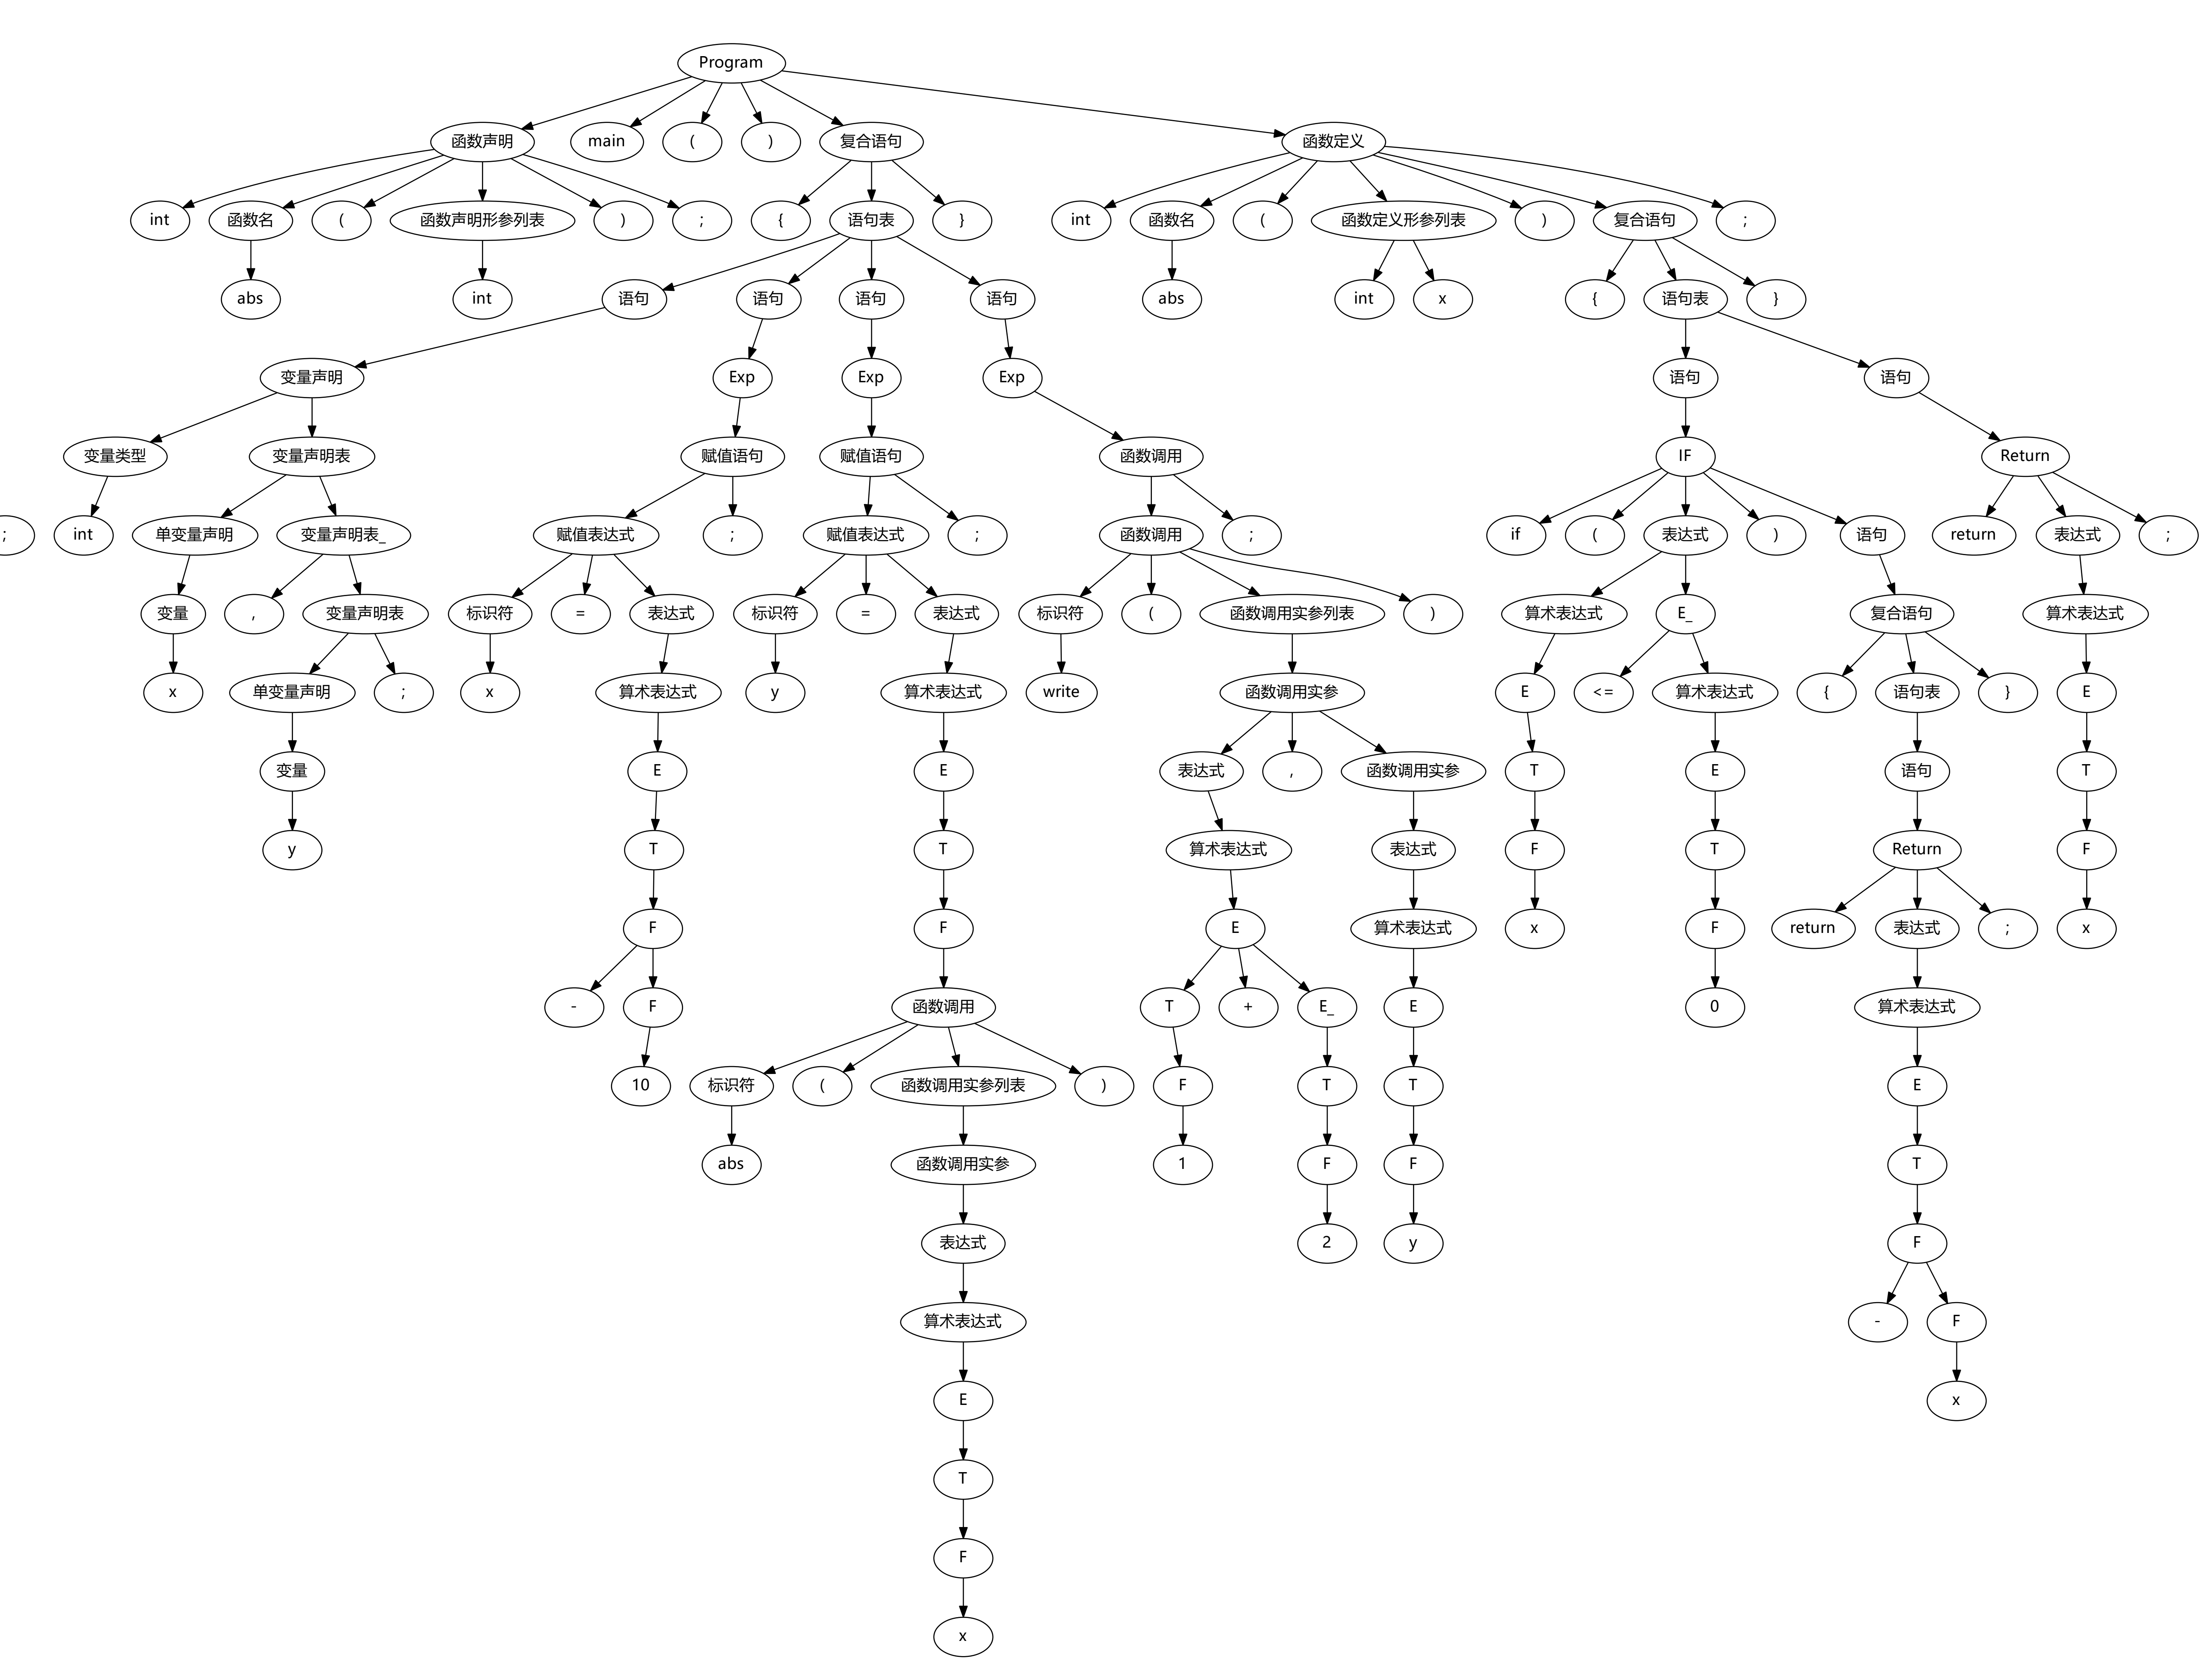 Program
函数声明 main ( ) 复合语句 函数定义
int 函数名 ( 函数声明形参列表 ) ; { 语句表 } int 函数名 ( 函数定义形参列表 ) 复合语句 ;
abs int 语句 语句 语句 语句 abs int x { 语句表 }
变量声明 Exp Exp Exp 语句 语句
变量类型 变量声明表 赋值语句 赋值语句 函数调用 IF Return
; int 单变量声明 变量声明表_ 赋值表达式 ; 赋值表达式 ; 函数调用 ; if ( 表达式 ) 语句 return 表达式 ;
变量 , 变量声明表 标识符 = 表达式 标识符 = 表达式 标识符 ( 函数调用实参列表 ) 算术表达式 E_ 复合语句 算术表达式
x 单变量声明 ; x 算术表达式 y 算术表达式 write 函数调用实参 E <= 算术表达式 { 语句表 } E
变量 E E 表达式 , 函数调用实参 T E 语句 T
y T T 算术表达式 表达式 F T Return F
F F E 算术表达式 x F return 表达式 ; x
- F 函数调用 T + E_ E 0 算术表达式
10 标识符 ( 函数调用实参列表 ) F T T E
abs 函数调用实参 1 F F T
表达式 2 y F
算术表达式 - F
E x
T
F
x